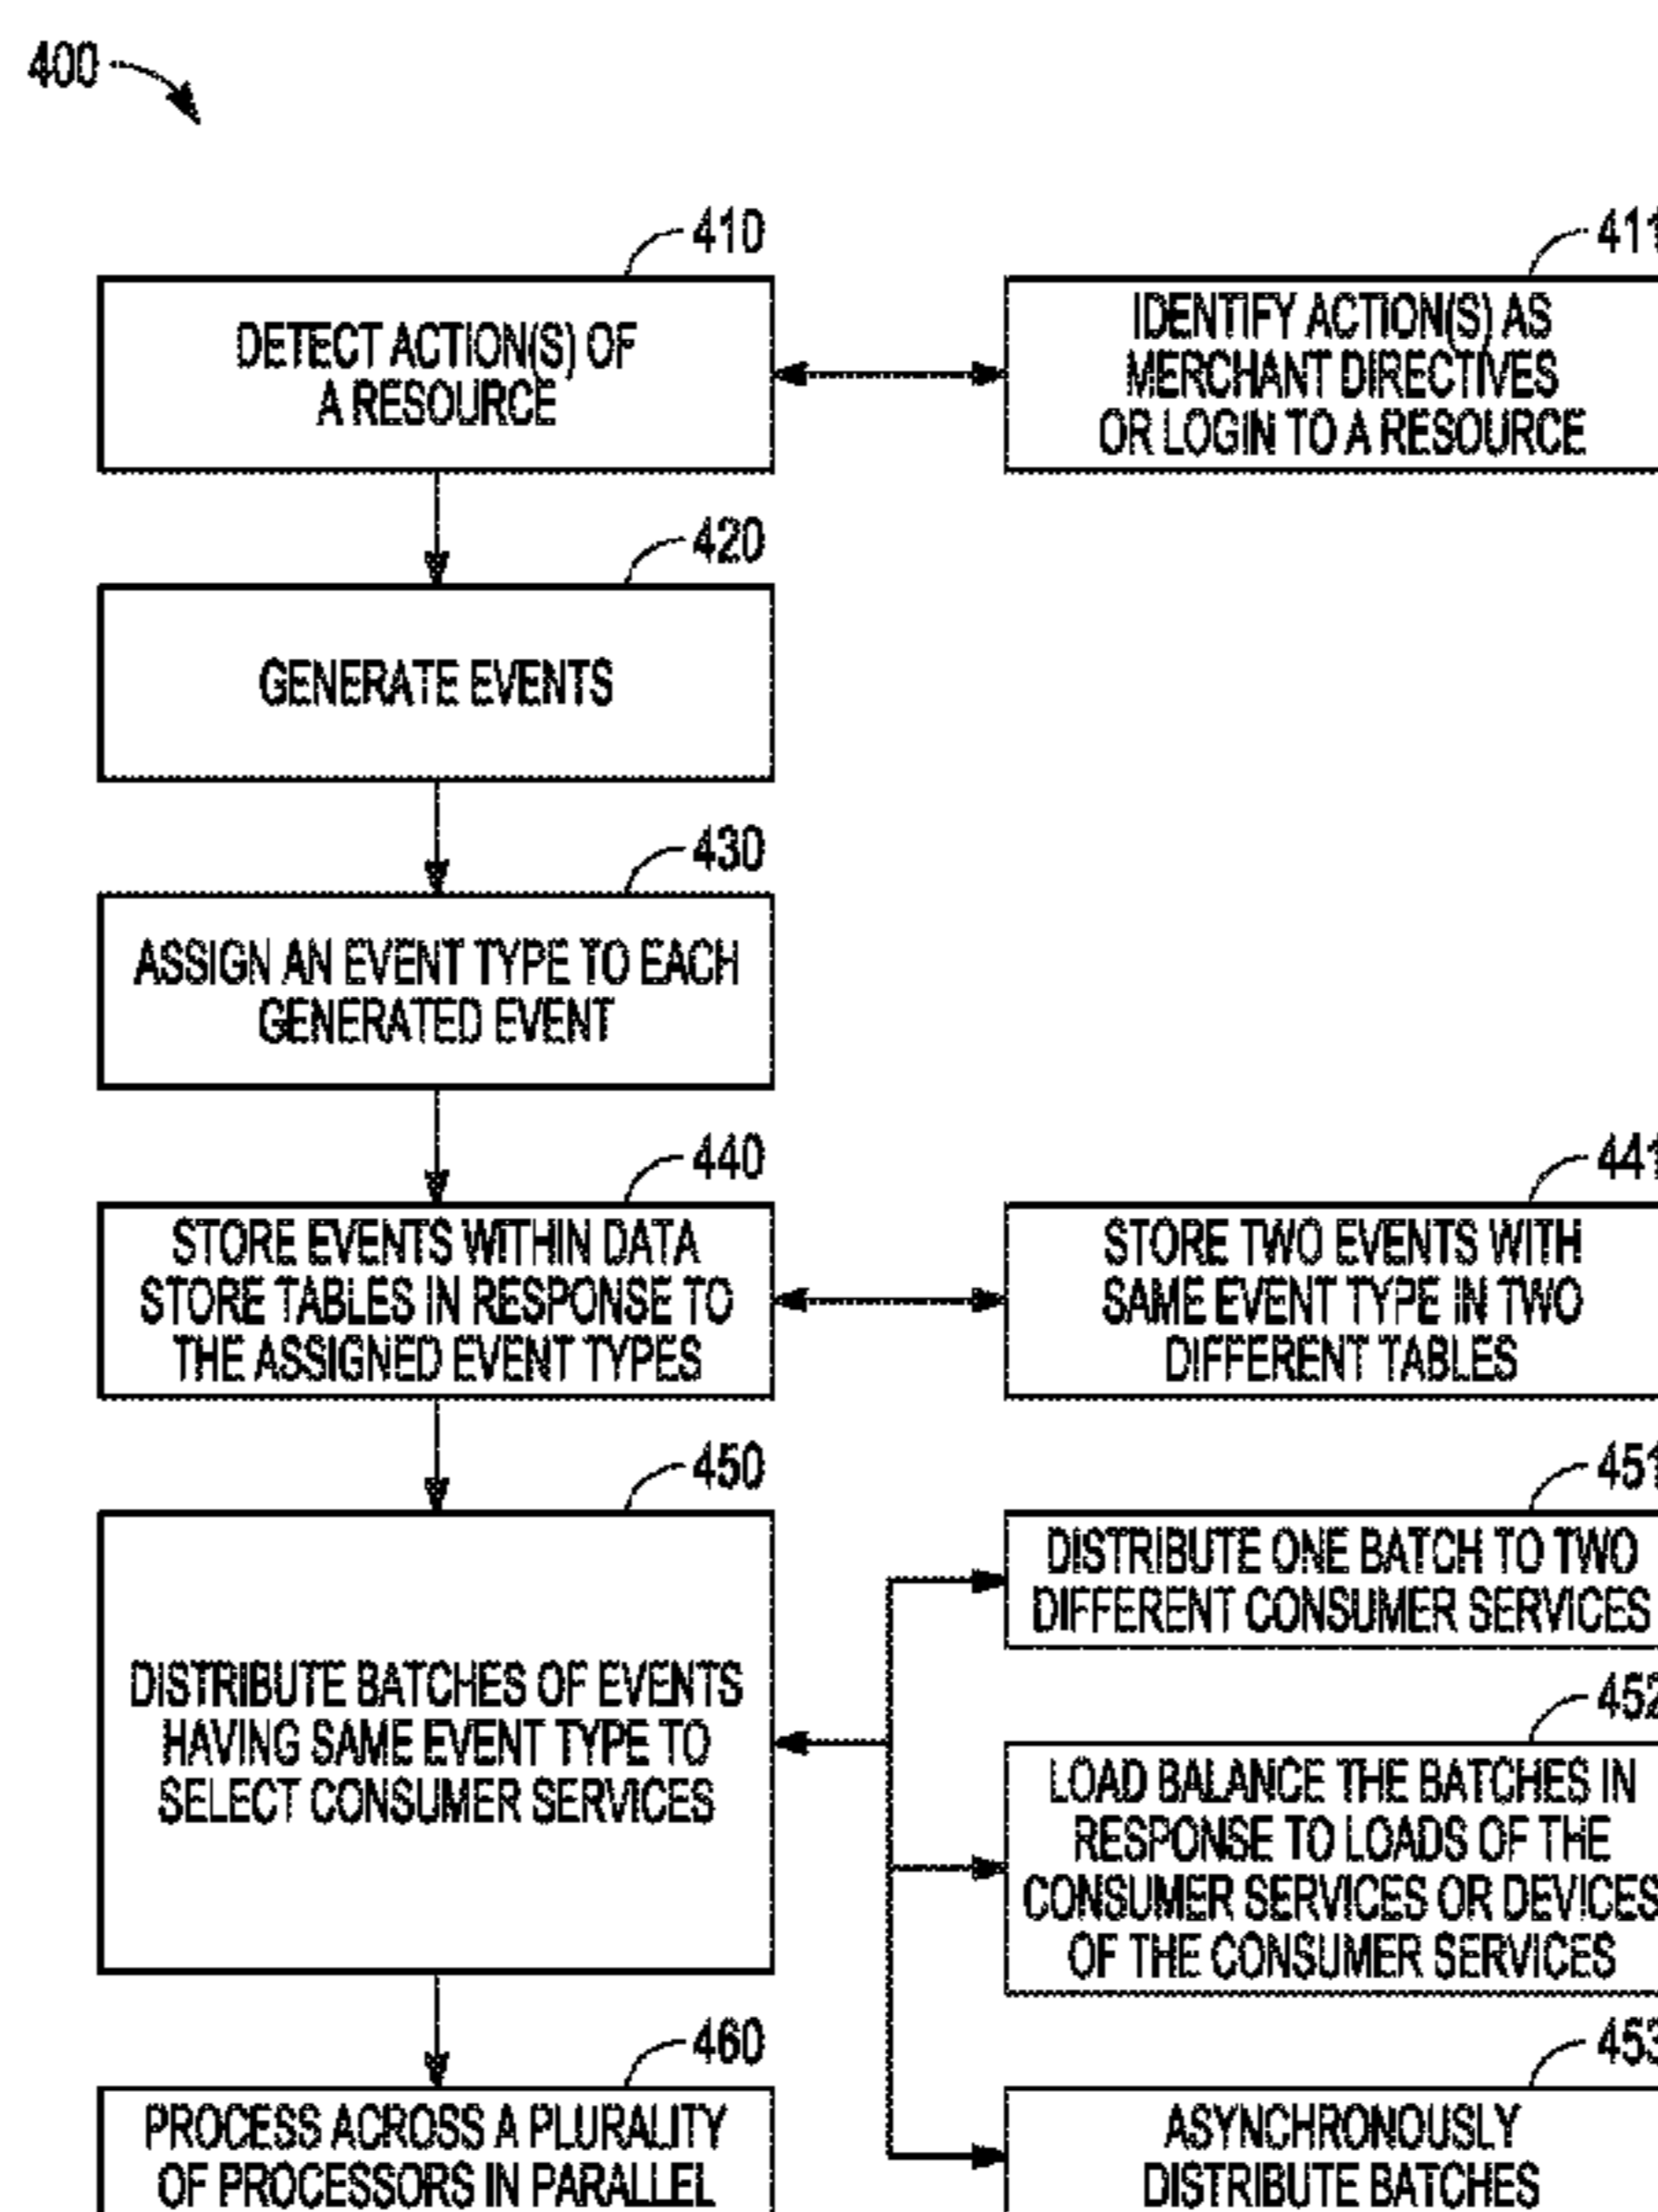 400
410
DETECT ACTION(S) OF
A RESOURCE
411
IDENTIFY ACTION(S) AS
MERCHANT DIRECTIVES
OR LOGIN TO A RESOURCE
420
GENERATE EVENTS
430
ASSIGN AN EVENT TYPE TO EACH
GENERATED EVENT
440
STORE EVENTS WITHIN DATA
STORE TABLES IN RESPONSE TO
THE ASSIGNED EVENT TYPES
441
STORE TWO EVENTS WITH
SAME EVENT TYPE IN TWO
DIFFERENT TABLES
450
DISTRIBUTE BATCHES OF EVENTS
HAVING SAME EVENT TYPE TO
SELECT CONSUMER SERVICES
451
DISTRIBUTE ONE BATCH TO TWO
DIFFERENT CONSUMER SERVICES
452
LOAD BALANCE THE BATCHES IN
RESPONSE TO LOADS OF THE
CONSUMER SERVICES OR DEVICES
OF THE CONSUMER SERVICES
460
PROCESS ACROSS A PLURALITY
OF PROCESSORS IN PARALLEL
453
ASYNCHRONOUSLY
DISTRIBUTE BATCHES